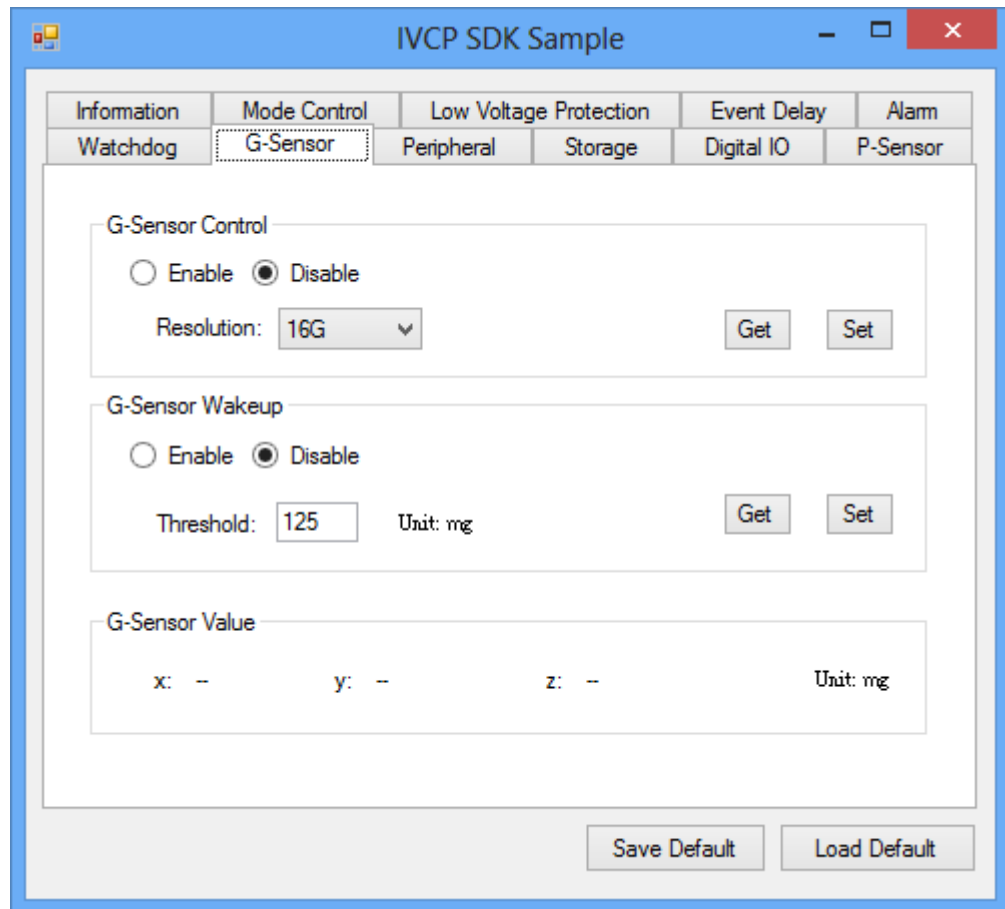 IVCP SDK Sample
Information Mode Control Low Voltage Protection Event Delay Alarm
Watchdog G-Sensor Peripheral Storage Digital IO P-Sensor
G-Sensor Control
Enable Disable
Resolution: 16G Get Set
G-Sensor Wakeup
Enable Disable
Threshold: 125 Unit: mg Get Set
G-Sensor Value
x: -- y: -- z: -- Unit: mg
Save Default Load Default